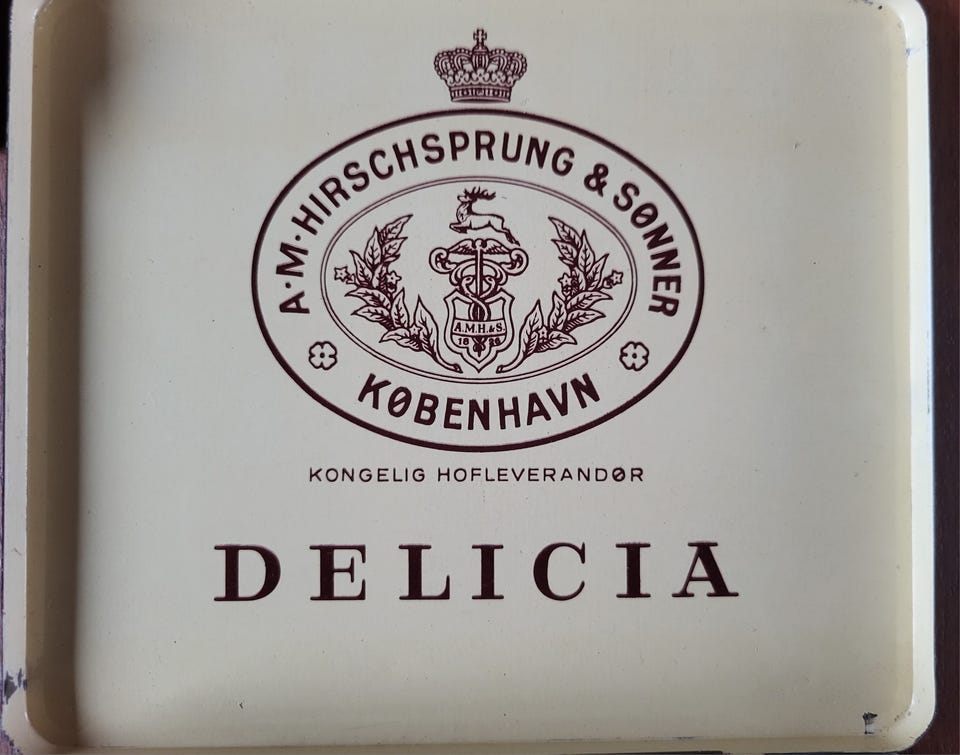 A·M·HIRSCHSPRUNG & SØNNER
A.M.H.&S.
KØBENHAVN
KONGELIG HOFLEVERANDØR
DELICIA